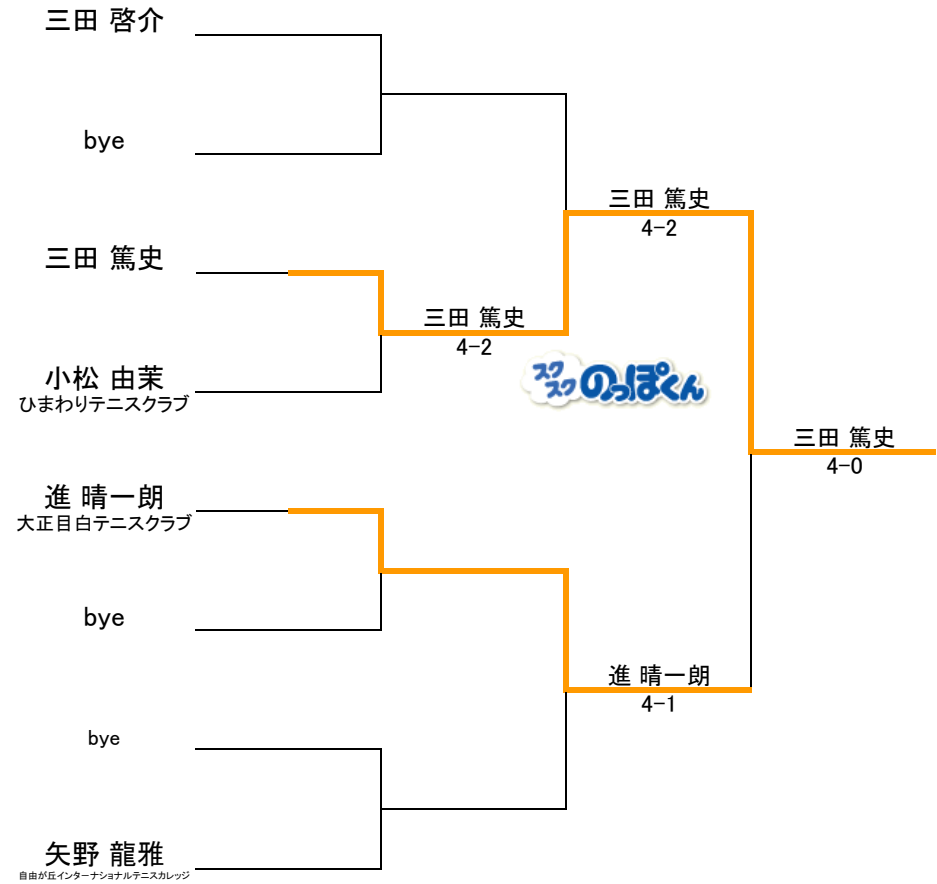 三田 啓介
bye
三田 篤史
小松 由茉
ひまわりテニスクラブ
進 晴一朗
大正目白テニスクラブ
bye
bye
矢野 龍雅
自由が丘インターナショナルテニスカレッジ
三田 篤史
4-2
三田 篤史
4-2
スク
スク のっぽくん
進 晴一朗
4-1
三田 篤史
4-0